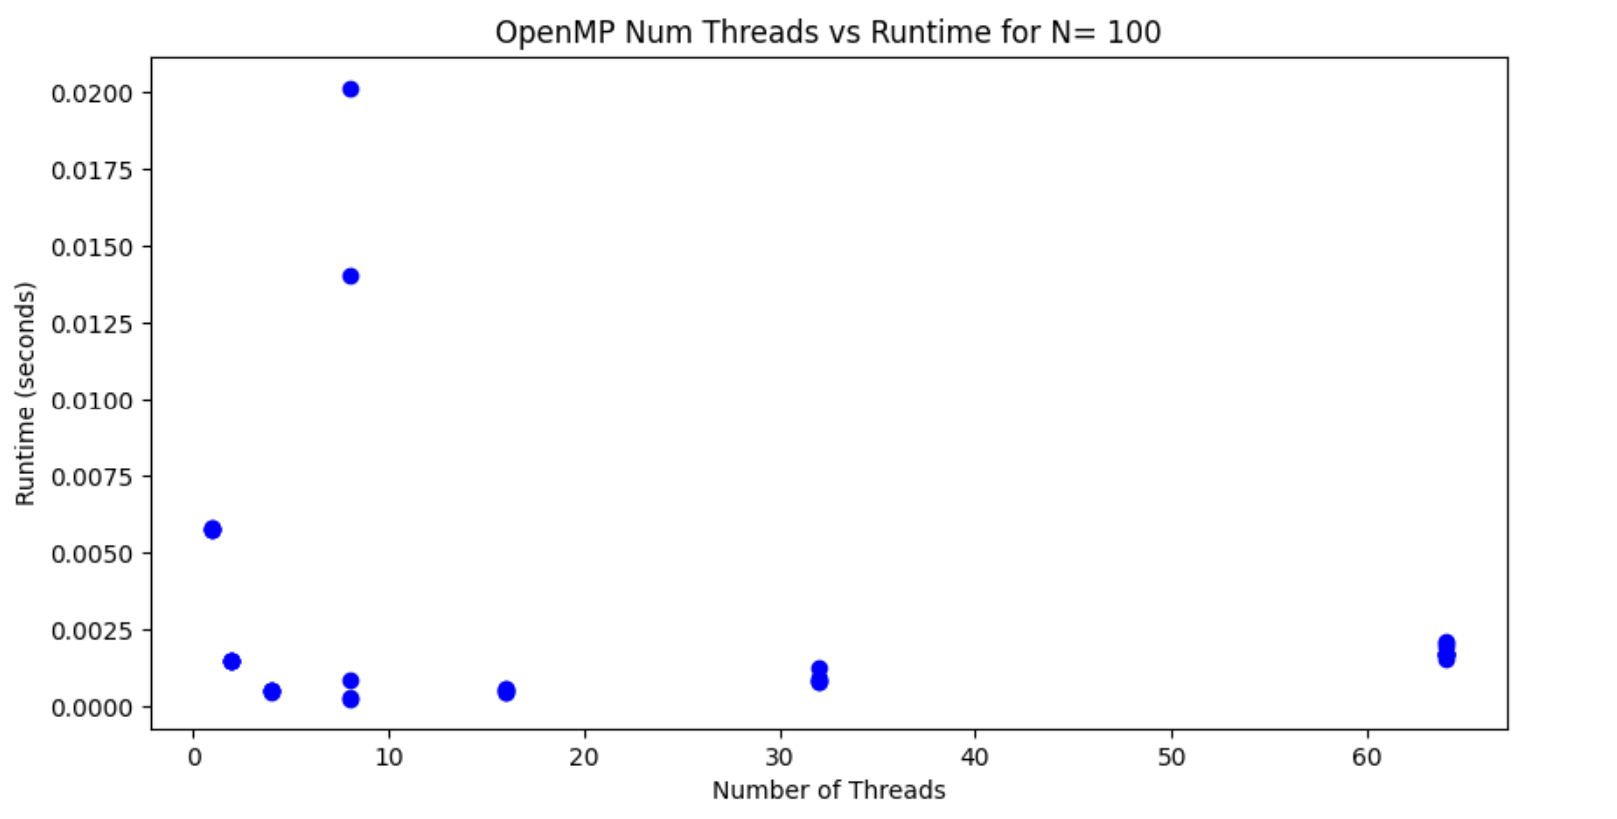 OpenMP Num Threads vs Runtime for N= 100
0.0200
0.0175
0.0150
0.0125
0.0100
0.0075
0.0050
0.0025
0.0000
Runtime (seconds)
0 10 20 30 40 50 60
Number of Threads